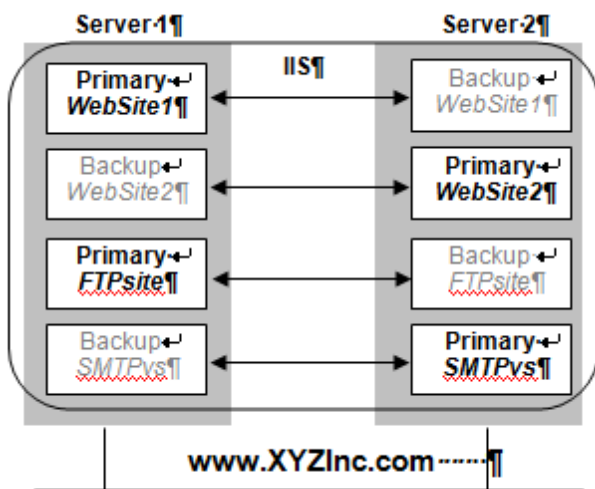 Server·1¶
Server·2¶
IIS¶
Primary·↵
WebSite1¶
Backup·↵
WebSite1¶
Backup↵
WebSite2¶
Primary·↵
WebSite2¶
Primary·↵
FTPsite¶
Backup·↵
FTPsite¶
Backup↵
SMTPvs¶
Primary·↵
SMTPvs¶
www.XYZInc.com·······¶